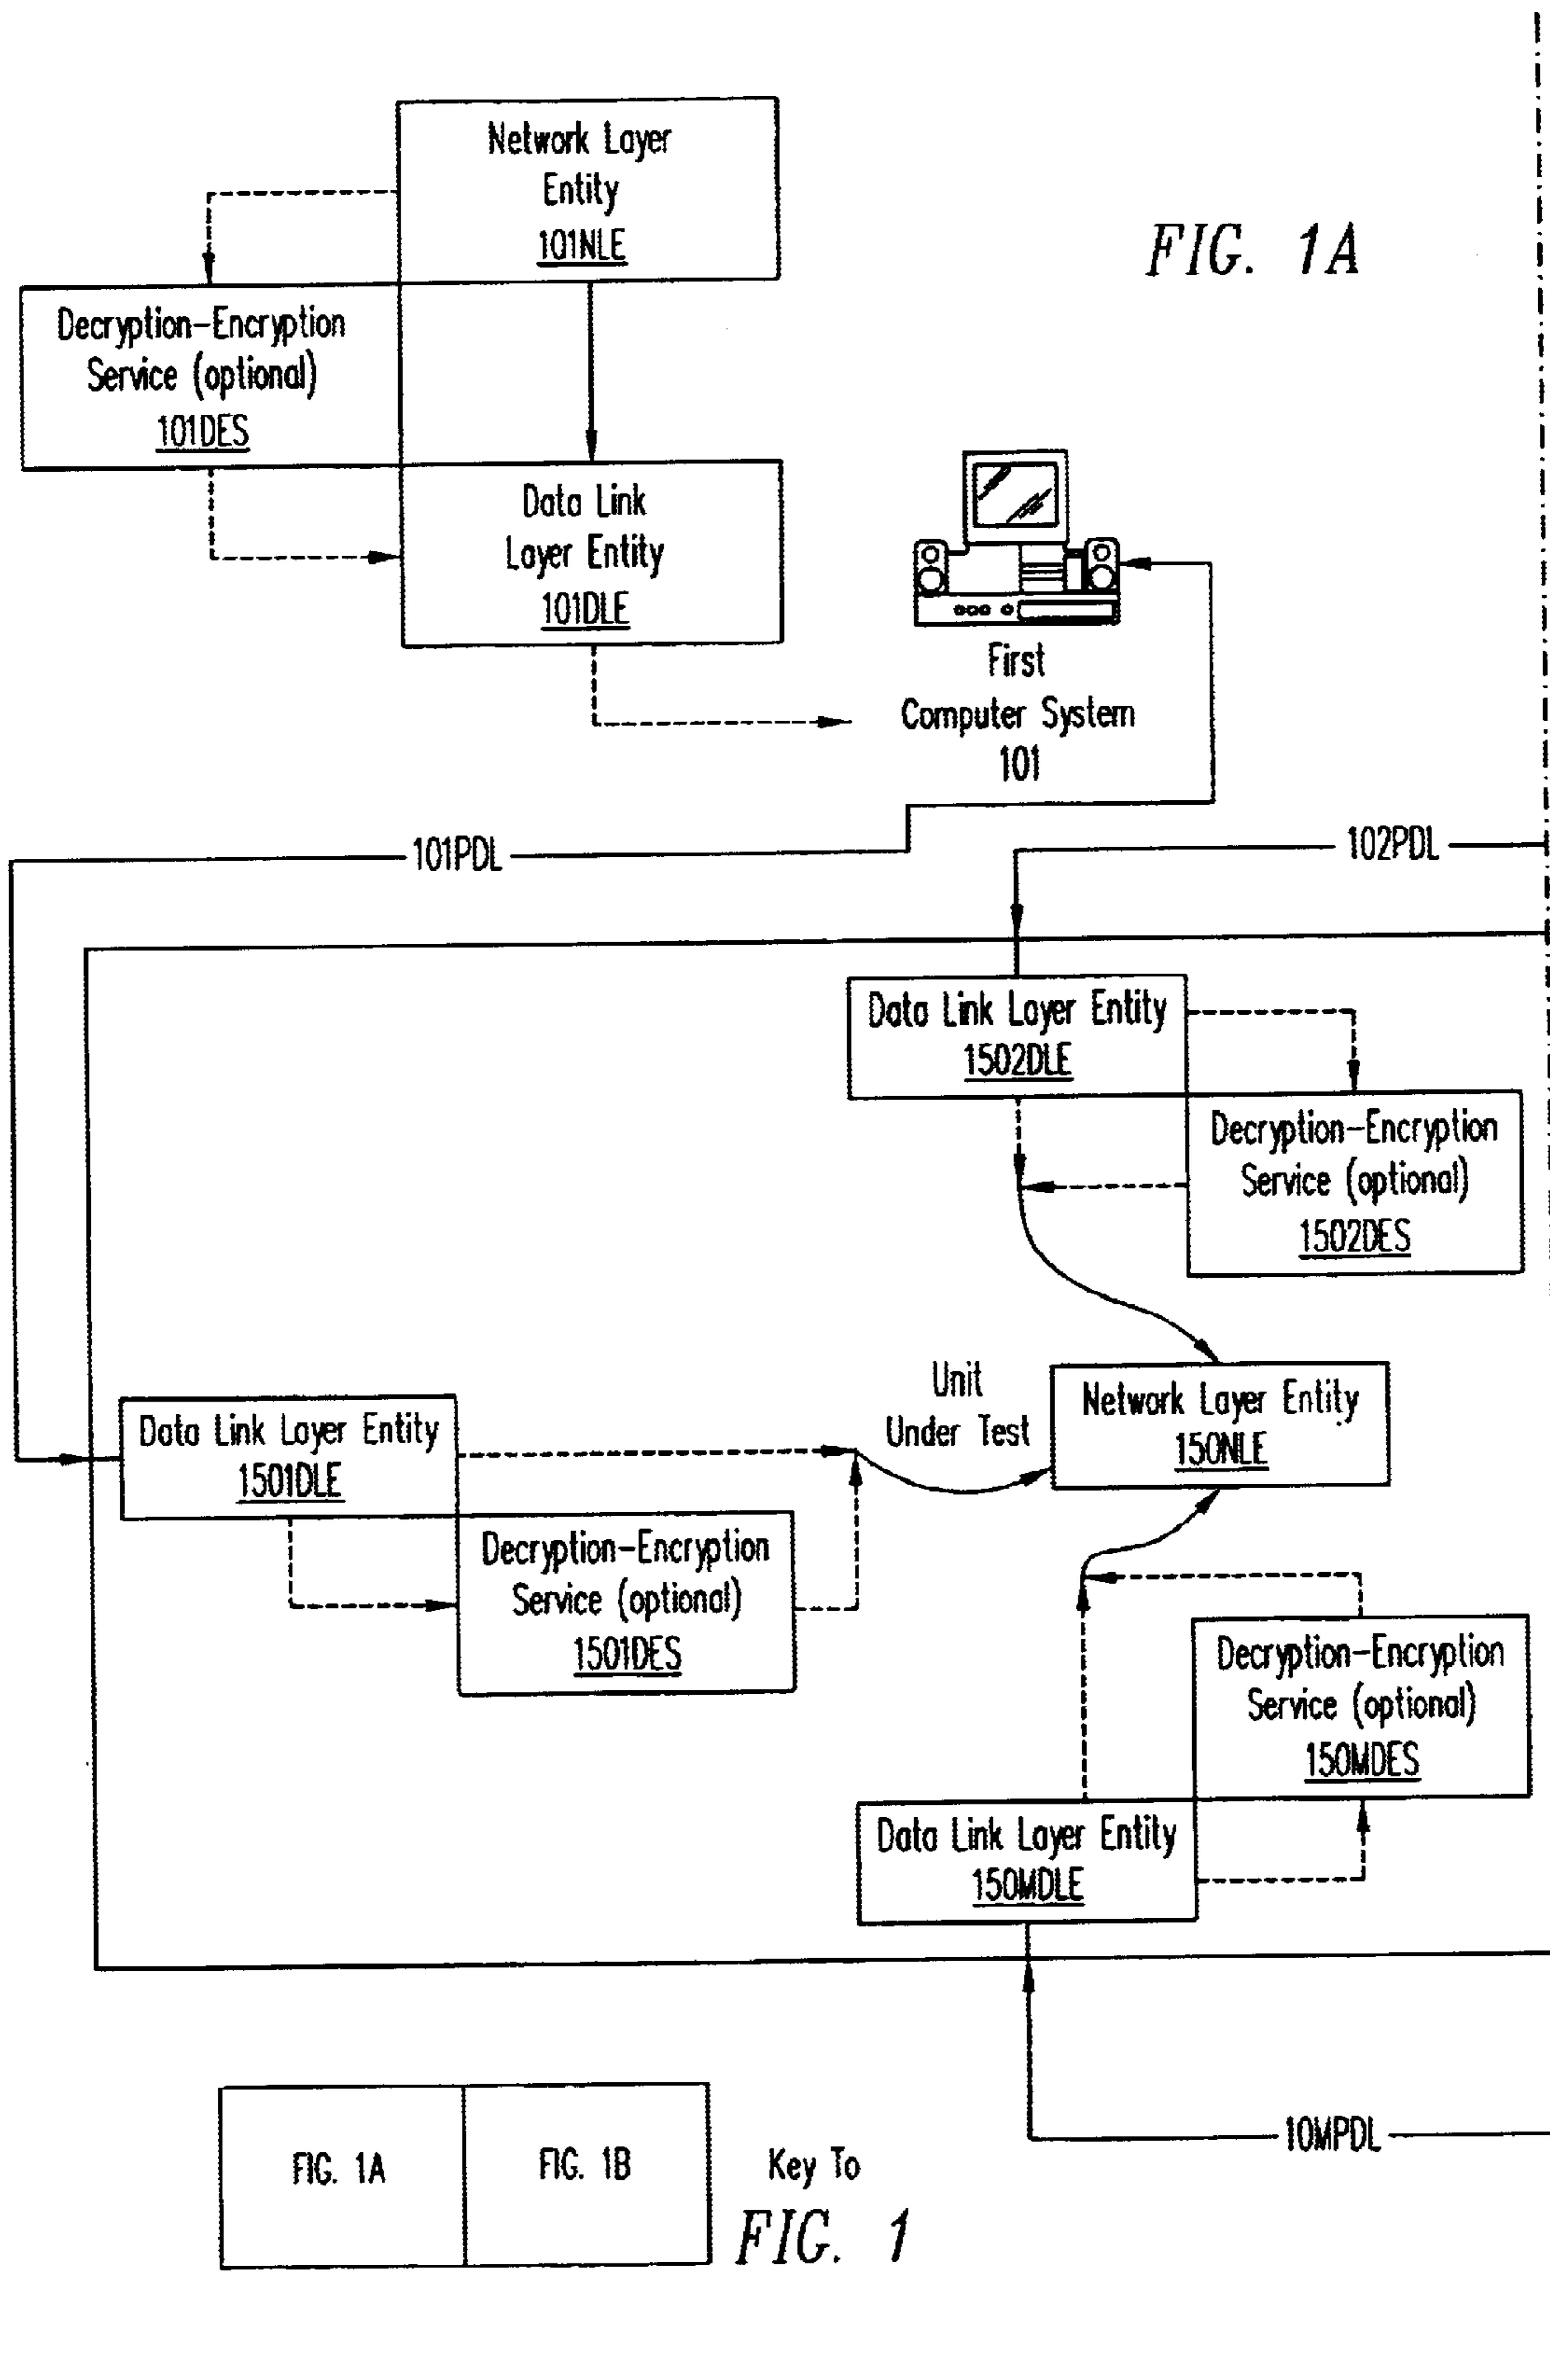 Network Layer
Entity
101NLE
FIG. 1A
Decryption-Encryption
Service (optional)
101DES
Data Link
Layer Entity
101DLE
First
Computer System
101
101PDL
102PDL
Data Link Layer Entity
1502DLE
Decryption-Encryption
Service (optional)
1502DES
Unit
Under Test
Network Layer Entity
150NLE
Data Link Layer Entity
1501DLE
Decryption-Encryption
Service (optional)
1501DES
Decryption-Encryption
Service (optional)
150MDES
Data Link Layer Entity
150MDLE
10MPDL
FIG. 1A
FIG. 1B
Key To
FIG. 1